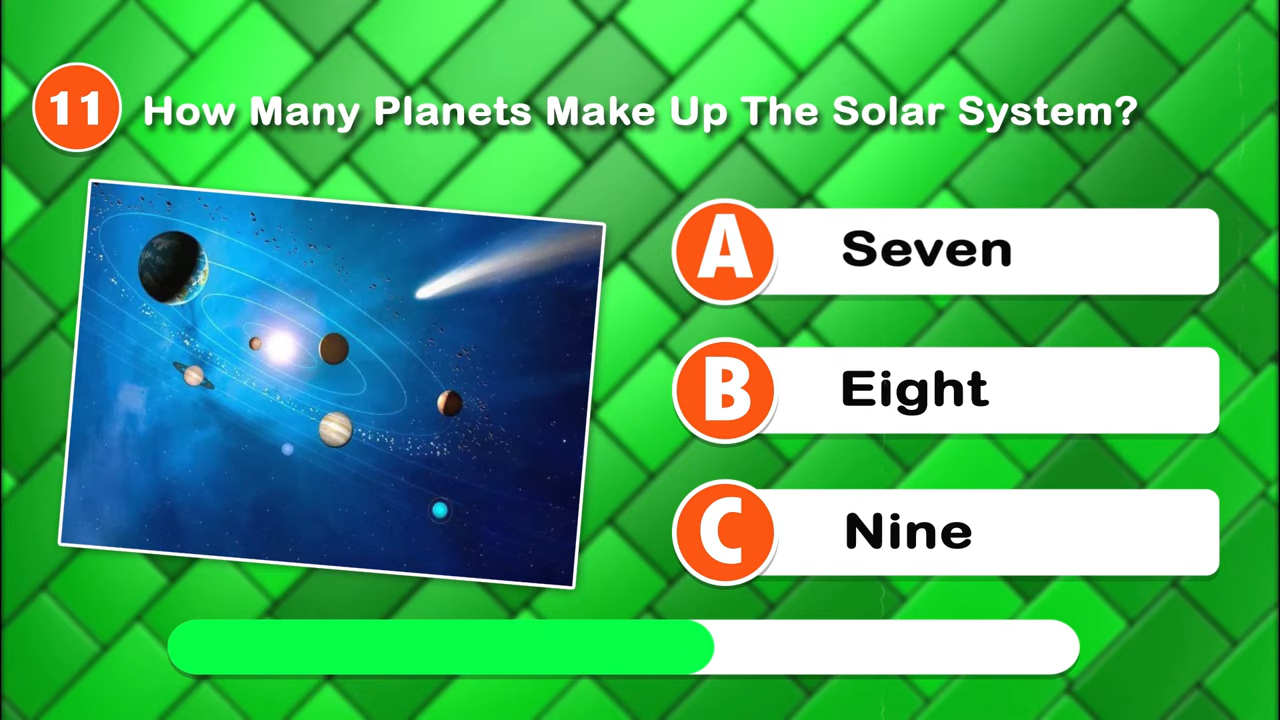 11 How Many Planets Make Up The Solar System?
A Seven
B Eight
C Nine